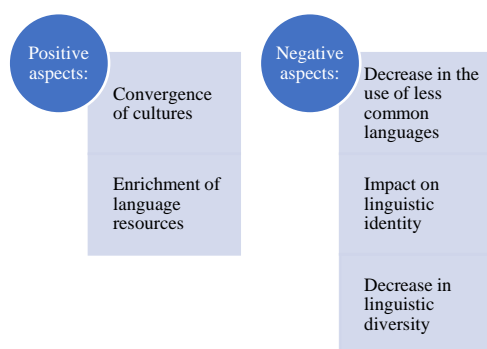 Positive
aspects:
Convergence
of cultures
Enrichment of
language
resources
Negative
aspects:
Decrease in the
use of less
common
languages
Impact on
linguistic
identity
Decrease in
linguistic
diversity